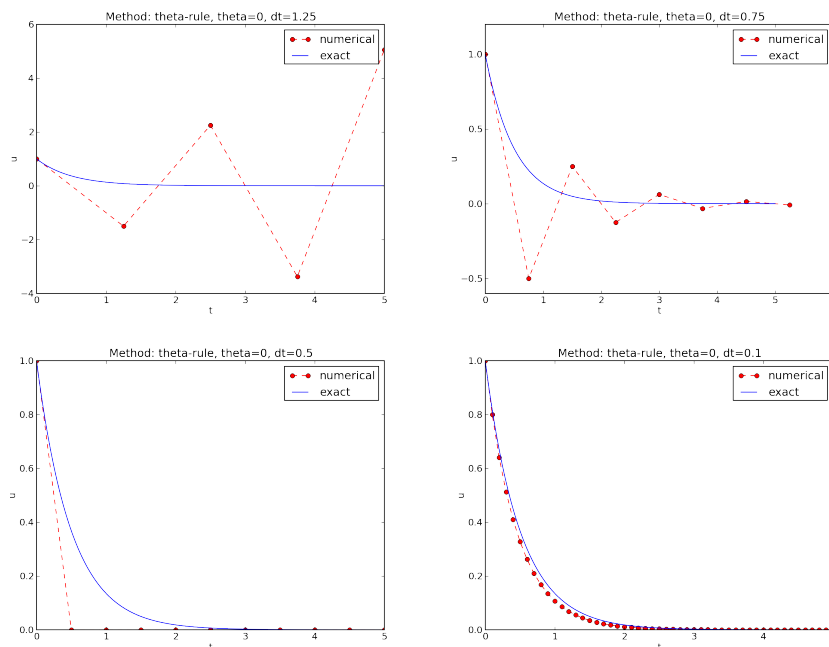 Method: theta-rule, theta=0, dt=1.25
numerical
exact
6
4
2
0
−2
−4
u
0 1 2 3 4 5
t
Method: theta-rule, theta=0, dt=0.75
numerical
exact
1.0
0.5
0.0
−0.5
u
0 1 2 3 4 5
t
Method: theta-rule, theta=0, dt=0.5
numerical
exact
1.0
0.8
0.6
0.4
0.2
0.0
u
0 1 2 3 4 5
t
Method: theta-rule, theta=0, dt=0.1
numerical
exact
1.0
0.8
0.6
0.4
0.2
0.0
u
0 1 2 3 4
t